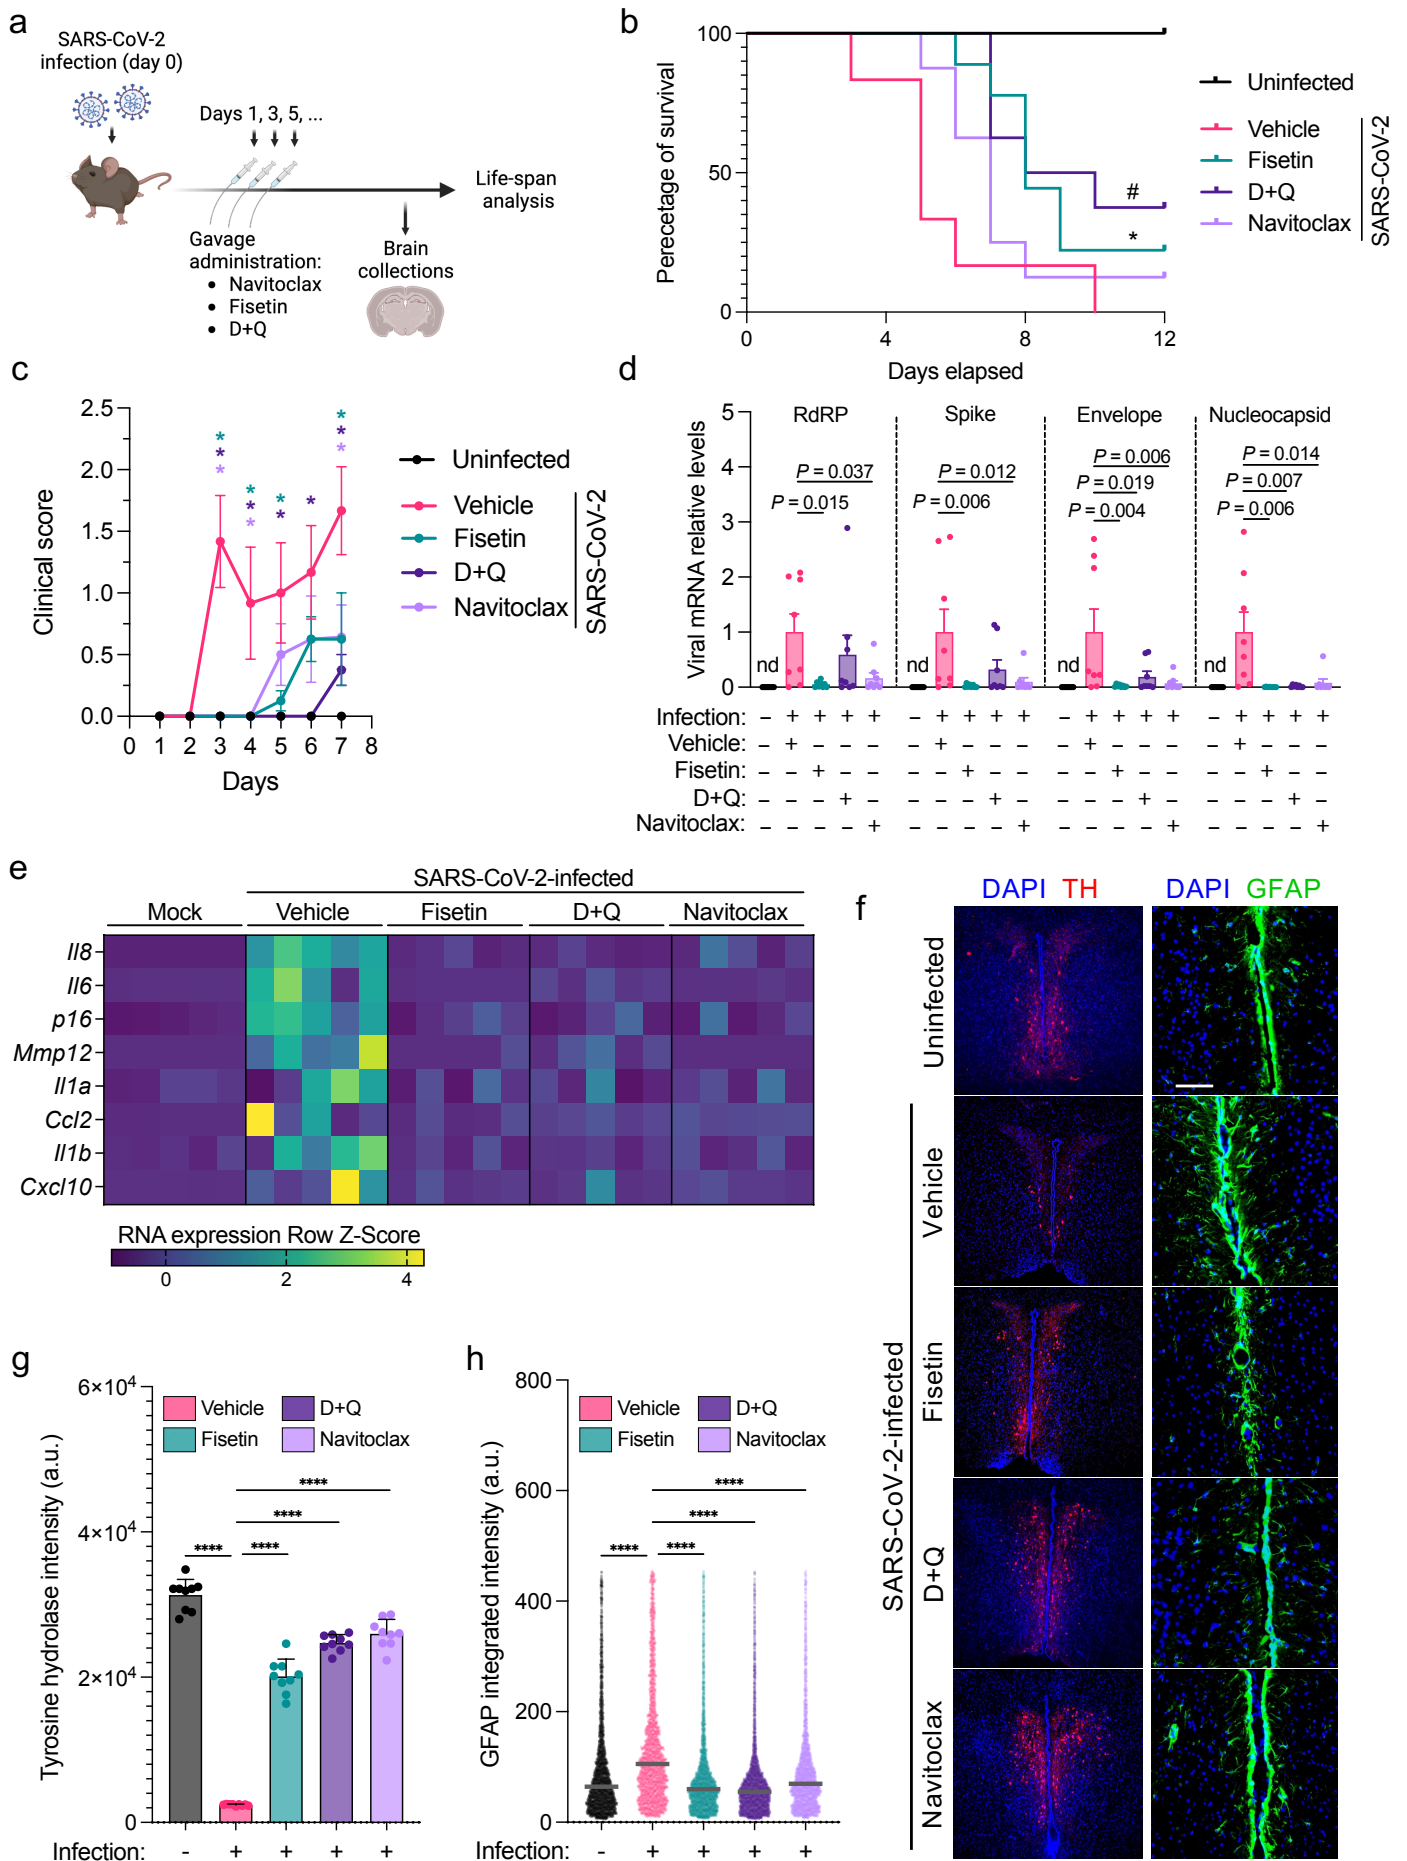 a
SARS-CoV-2
infection (day 0)
Days 1, 3, 5, ...
Gavage
administration:
• Navitoclax
• Fisetin
• D+Q
Brain
collections
Life-span
analysis
b
Percetage of survival
100
50
0
0 4 8 12
Days elapsed
#
*
Uninfected
Vehicle
Fisetin
D+Q
Navitoclax
SARS-CoV-2
c
Clinical score
2.5
2.0
1.5
1.0
0.5
0.0
0 1 2 3 4 5 6 7 8
Days
* * * * *
* * * * *
* * *
Uninfected
Vehicle
Fisetin
D+Q
Navitoclax
SARS-CoV-2
d
Viral mRNA relative levels
5
4
3
2
1
0
RdRP Spike Envelope Nucleocapsid
P = 0.037
P = 0.015
P = 0.012
P = 0.006
P = 0.006
P = 0.019
P = 0.004
P = 0.014
P = 0.007
P = 0.006
nd nd nd nd
Infection: – + + + + – + + + + – + + + + – + + + +
Vehicle: – + – – – – + – – – – + – – – – + – – –
Fisetin: – – + – – – – + – – – – + – – – – + – –
D+Q: – – – + – – – – + – – – – + – – – – + –
Navitoclax: – – – – + – – – – + – – – – + – – – – +
e
SARS-CoV-2-infected
Mock Vehicle Fisetin D+Q Navitoclax
Il8
Il6
p16
Mmp12
Il1a
Ccl2
Il1b
Cxcl10
RNA expression Row Z-Score
0 2 4
f
DAPI TH DAPI GFAP
Uninfected
Vehicle
Fisetin
D+Q
Navitoclax
SARS-CoV-2-infected
g
Tyrosine hydrolase intensity (a.u.)
6×10⁴
4×10⁴
2×10⁴
0
Vehicle D+Q
Fisetin Navitoclax
****
****
**** ****
Infection: - + + + +
h
GFAP integrated intensity (a.u.)
800
600
400
200
0
Vehicle D+Q
Fisetin Navitoclax
****
****
**** ****
Infection: – + + + +